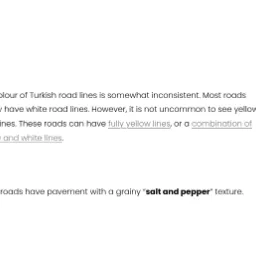 olour of Turkish road lines is somewhat inconsistent. Most roads
have white road lines. However, it is not uncommon to see yellow
ines. These roads can have fully yellow lines, or a combination of
and white lines.
roads have pavement with a grainy "salt and pepper" texture.